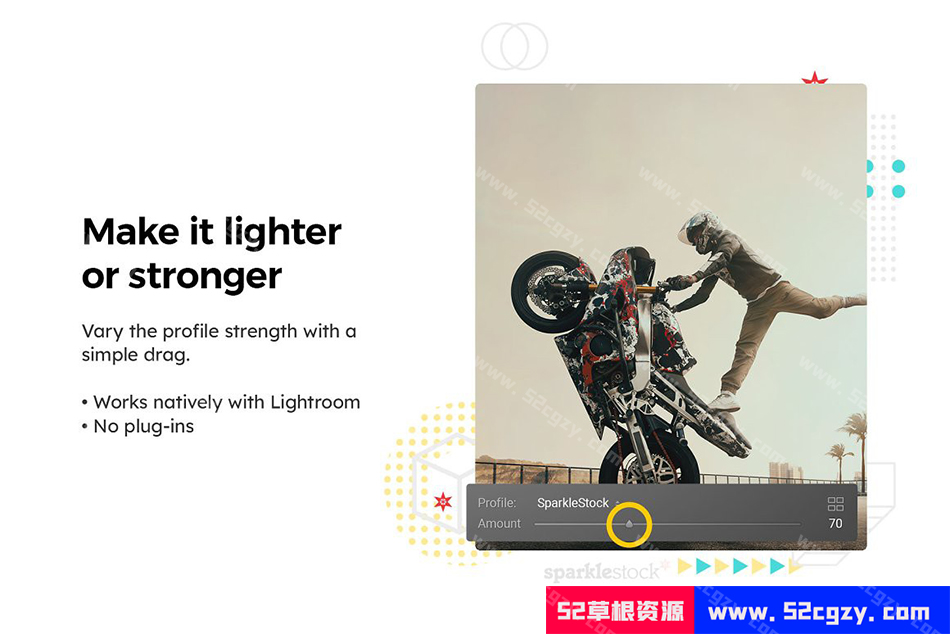 Make it lighter
or stronger
Vary the profile strength with a
simple drag.
• Works natively with Lightroom
• No plug-ins
www.52cgzy.com
Profile: SparkleStock
Amount 70
sparklestock
52草根资源 www.52cgzy.com